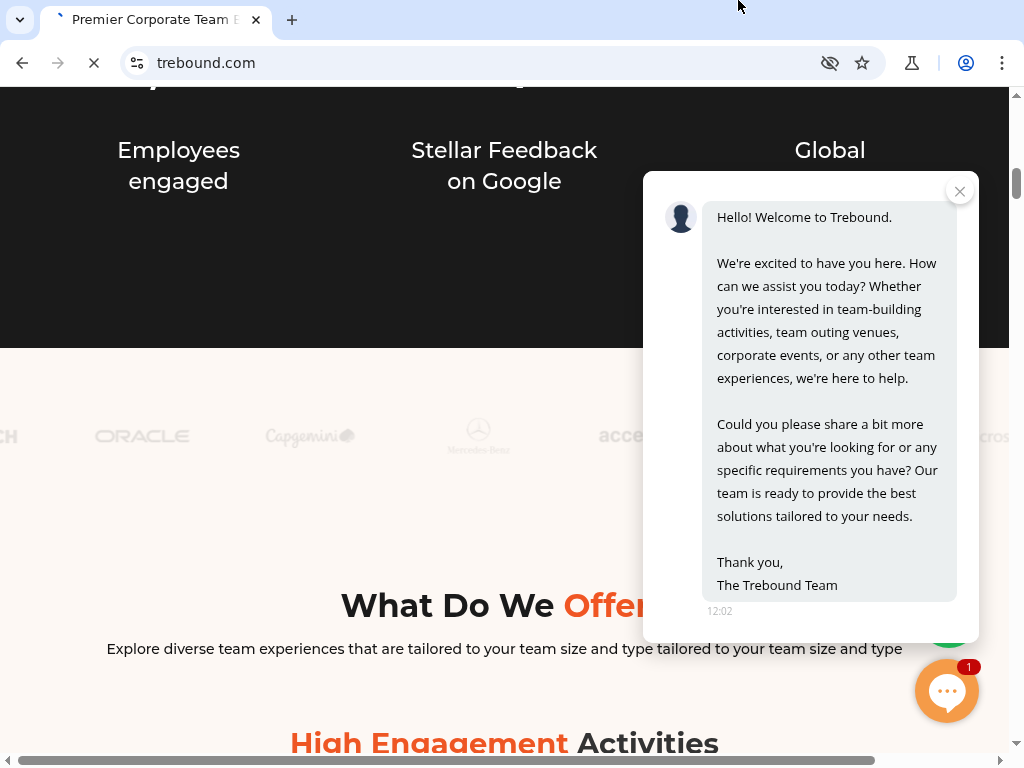 Premier Corporate Team
trebound.com
Employees
engaged
Stellar Feedback
on Google
Global
Hello! Welcome to Trebound.
We're excited to have you here. How
can we assist you today? Whether
you're interested in team-building
activities, team outing venues,
corporate events, or any other team
experiences, we're here to help.
Could you please share a bit more
about what you're looking for or any
specific requirements you have? Our
team is ready to provide the best
solutions tailored to your needs.
Thank you,
The Trebound Team
12:02
CH
ORACLE
Capgemini
Mercedes-Benz
acce
cros
What Do We Offer
Explore diverse team experiences that are tailored to your team size and type tailored to your team size and type
1
High Engagement Activities